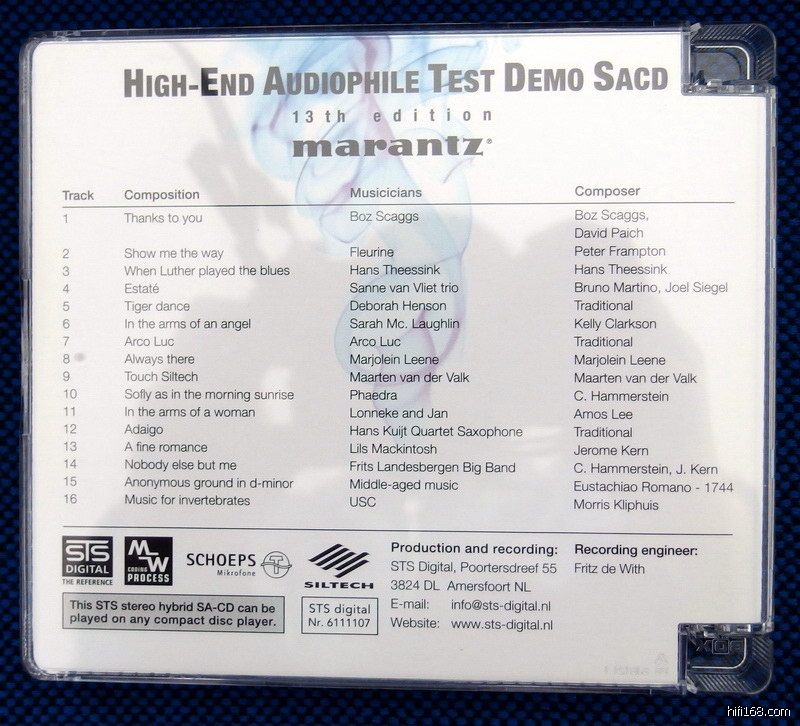 HIGH-END AUDIOPHILE TEST DEMO SACD
13th edition
marantz®
Track Composition Musicicians Composer
1 Thanks to you Boz Scaggs Boz Scaggs,
David Paich
2 Show me the way Fleurine Peter Frampton
3 When Luther played the blues Hans Theessink Hans Theessink
4 Estaté Sanne van Vliet trio Bruno Martino, Joel Siegel
5 Tiger dance Deborah Henson Traditional
6 In the arms of an angel Sarah Mc. Laughlin Kelly Clarkson
7 Arco Luc Arco Luc Traditional
8 Always there Marjolein Leene Marjolein Leene
9 Touch Siltech Maarten van der Valk Maarten van der Valk
10 Sofly as in the morning sunrise Phaedra C. Hammerstein
11 In the arms of a woman Lonneke and Jan Amos Lee
12 Adaigo Hans Kuijt Quartet Saxophone Traditional
13 A fine romance Lils Mackintosh Jerome Kern
14 Nobody else but me Frits Landesbergen Big Band C. Hammerstein, J. Kern
15 Anonymous ground in d-minor Middle-aged music Eustachiao Romano - 1744
16 Music for invertebrates USC Morris Kliphuis
STS
DIGITAL
THE REFERENCE
MW
CODING
PROCESS
SCHOEPS
Mikrofone
SILTECH
Production and recording:
STS Digital, Poortersdreef 55
3824 DL Amersfoort NL
E-mail: info@sts-digital.nl
Website: www.sts-digital.nl
Recording engineer:
Fritz de With
This STS stereo hybrid SA-CD can be
played on any compact disc player.
STS digital
Nr. 6111107
hifi168.com